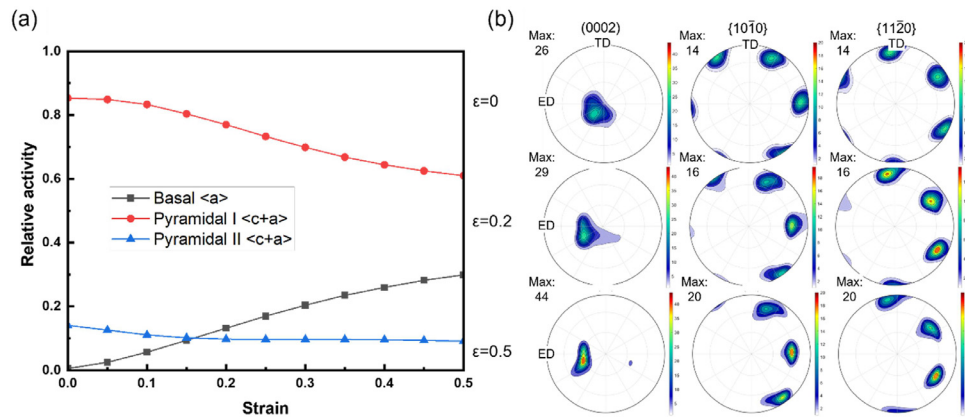 (a)
1.0
0.8
0.6
0.4
0.2
0.0
Relative activity
Basal <a>
Pyramidal I <c+a>
Pyramidal II <c+a>
0.0 0.1 0.2 0.3 0.4 0.5
Strain
(b)
(0002) {101̅0} {112̅0}
Max: 26 TD Max: 14 TD Max: 14 TD
ε=0
ED
Max: 29 Max: 16 Max: 16
ε=0.2
ED
Max: 44 Max: 20 Max: 20
ε=0.5
ED